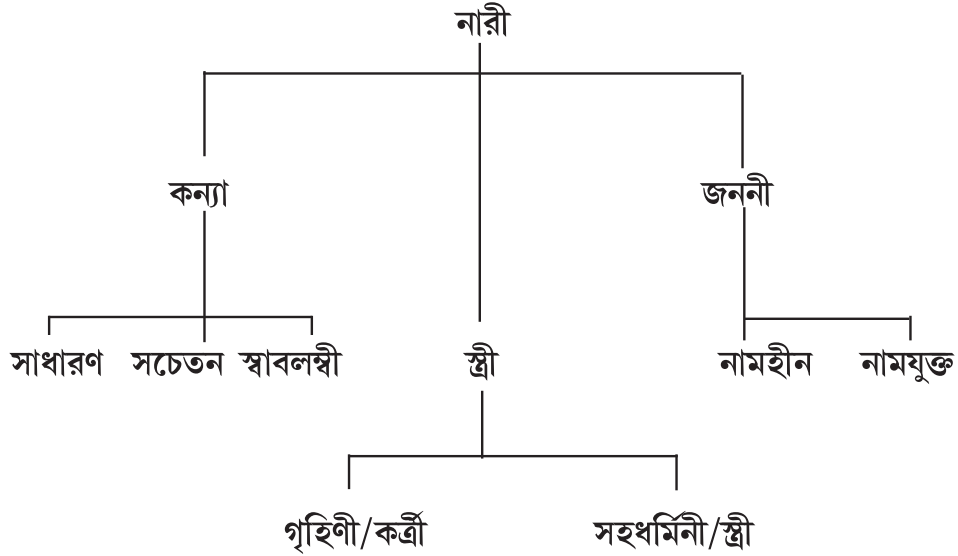 নারী
কন্যা জননী
সাধারণ সচেতন স্বাবলম্বী স্ত্রী নামহীন নামযুক্ত
গৃহিণী/কর্ত্রী সহধর্মিনী/স্ত্রী